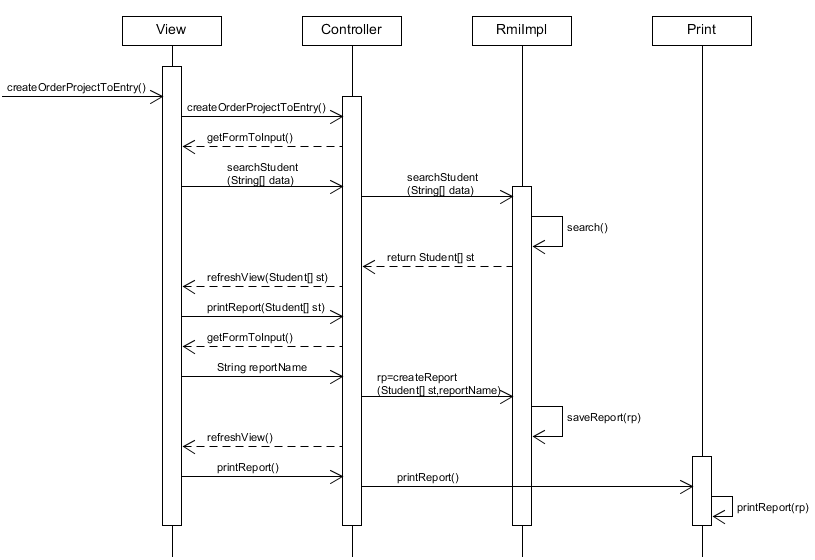 View
Controller
RmiImpl
Print
createOrderProjectToEntry()
createOrderProjectToEntry()
getFormToInput()
searchStudent
(String[] data)
searchStudent
(String[] data)
search()
return Student[] st
refreshView(Student[] st)
printReport(Student[] st)
getFormToInput()
String reportName
rp=createReport
(Student[] st,reportName)
saveReport(rp)
refreshView()
printReport()
printReport()
printReport(rp)